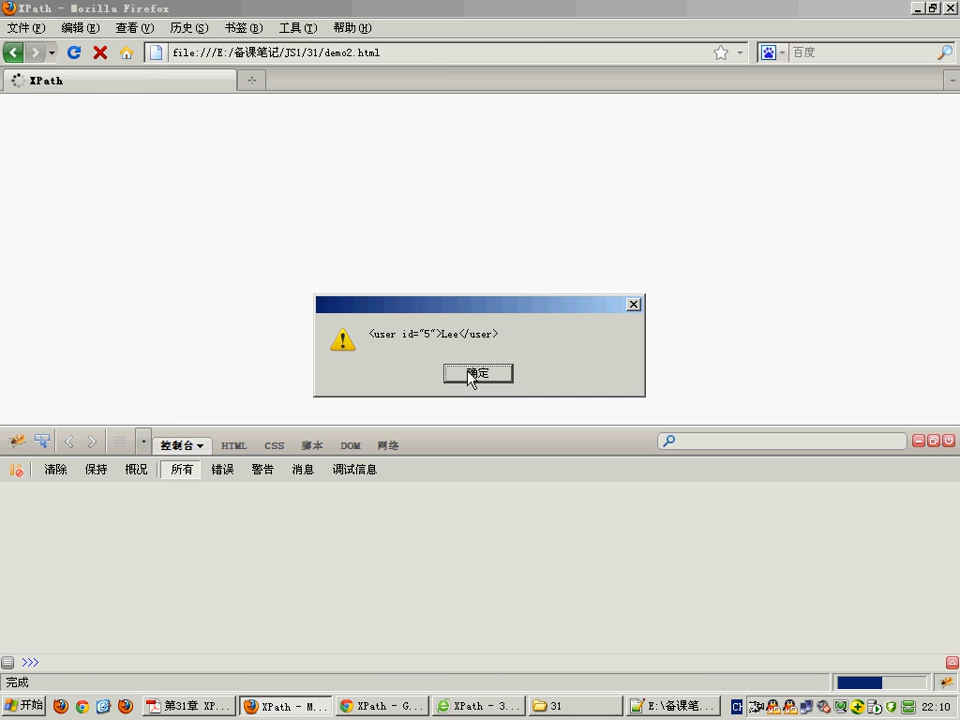 XPath - Mozilla Firefox
文件(F) 编辑(E) 查看(V) 历史(S) 书签(B) 工具(T) 帮助(H)
file:///E:/备课笔记/JS1/31/demo2.html 百度
XPath
<user id="5">Lee</user>
确定
控制台 HTML CSS 脚本 DOM 网络
清除 保持 概况 所有 错误 警告 消息 调试信息
>>>
完成
开始 第31章 XP... XPath - M... XPath - G... XPath - 3... 31 E:\备课笔... CH 22:10